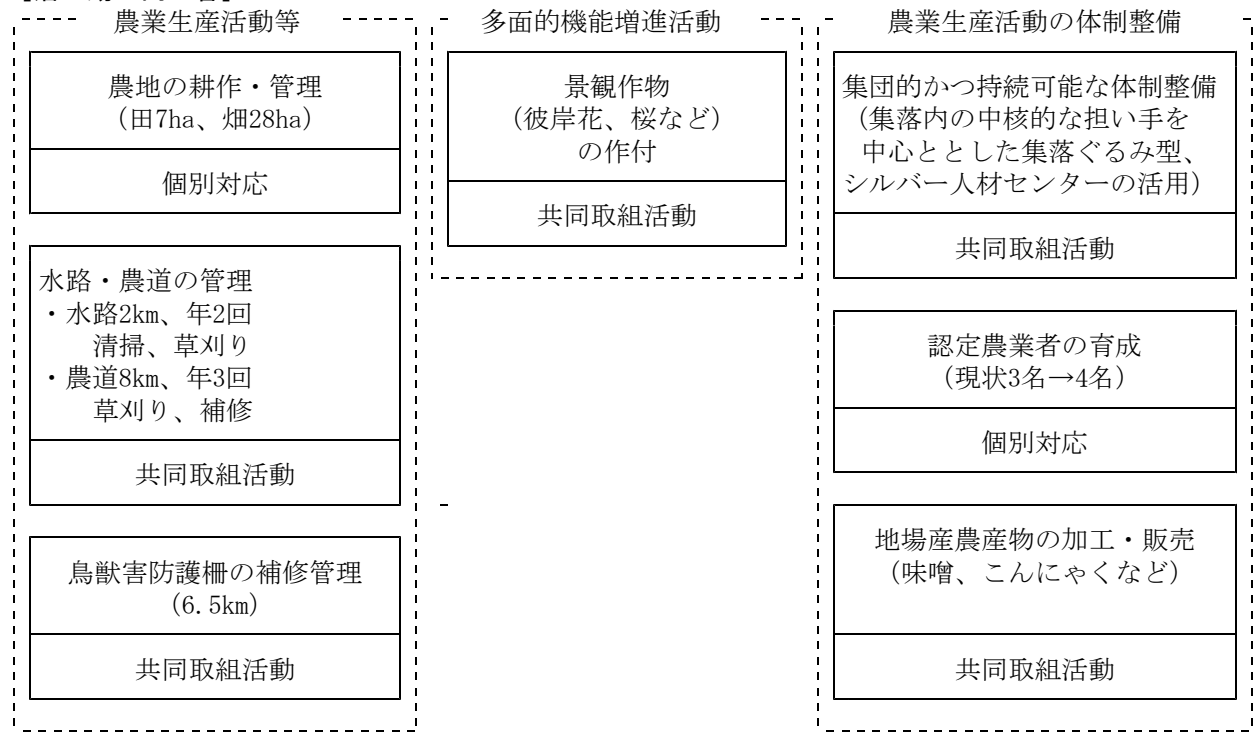 農業生産活動等
農地の耕作・管理
（田7ha、畑28ha）
個別対応
水路・農道の管理
・水路2km、年2回
清掃、草刈り
・農道8km、年3回
草刈り、補修
共同取組活動
鳥獣害防護柵の補修管理
（6.5km）
共同取組活動
多面的機能増進活動
景観作物
（彼岸花、桜など）
の作付
共同取組活動
農業生産活動の体制整備
集団的かつ持続可能な体制整備
（集落内の中核的な担い手を
中心ととした集落ぐるみ型、
シルバー人材センターの活用）
共同取組活動
認定農業者の育成
（現状3名→4名）
個別対応
地場産農産物の加工・販売
（味噌、こんにゃくなど）
共同取組活動